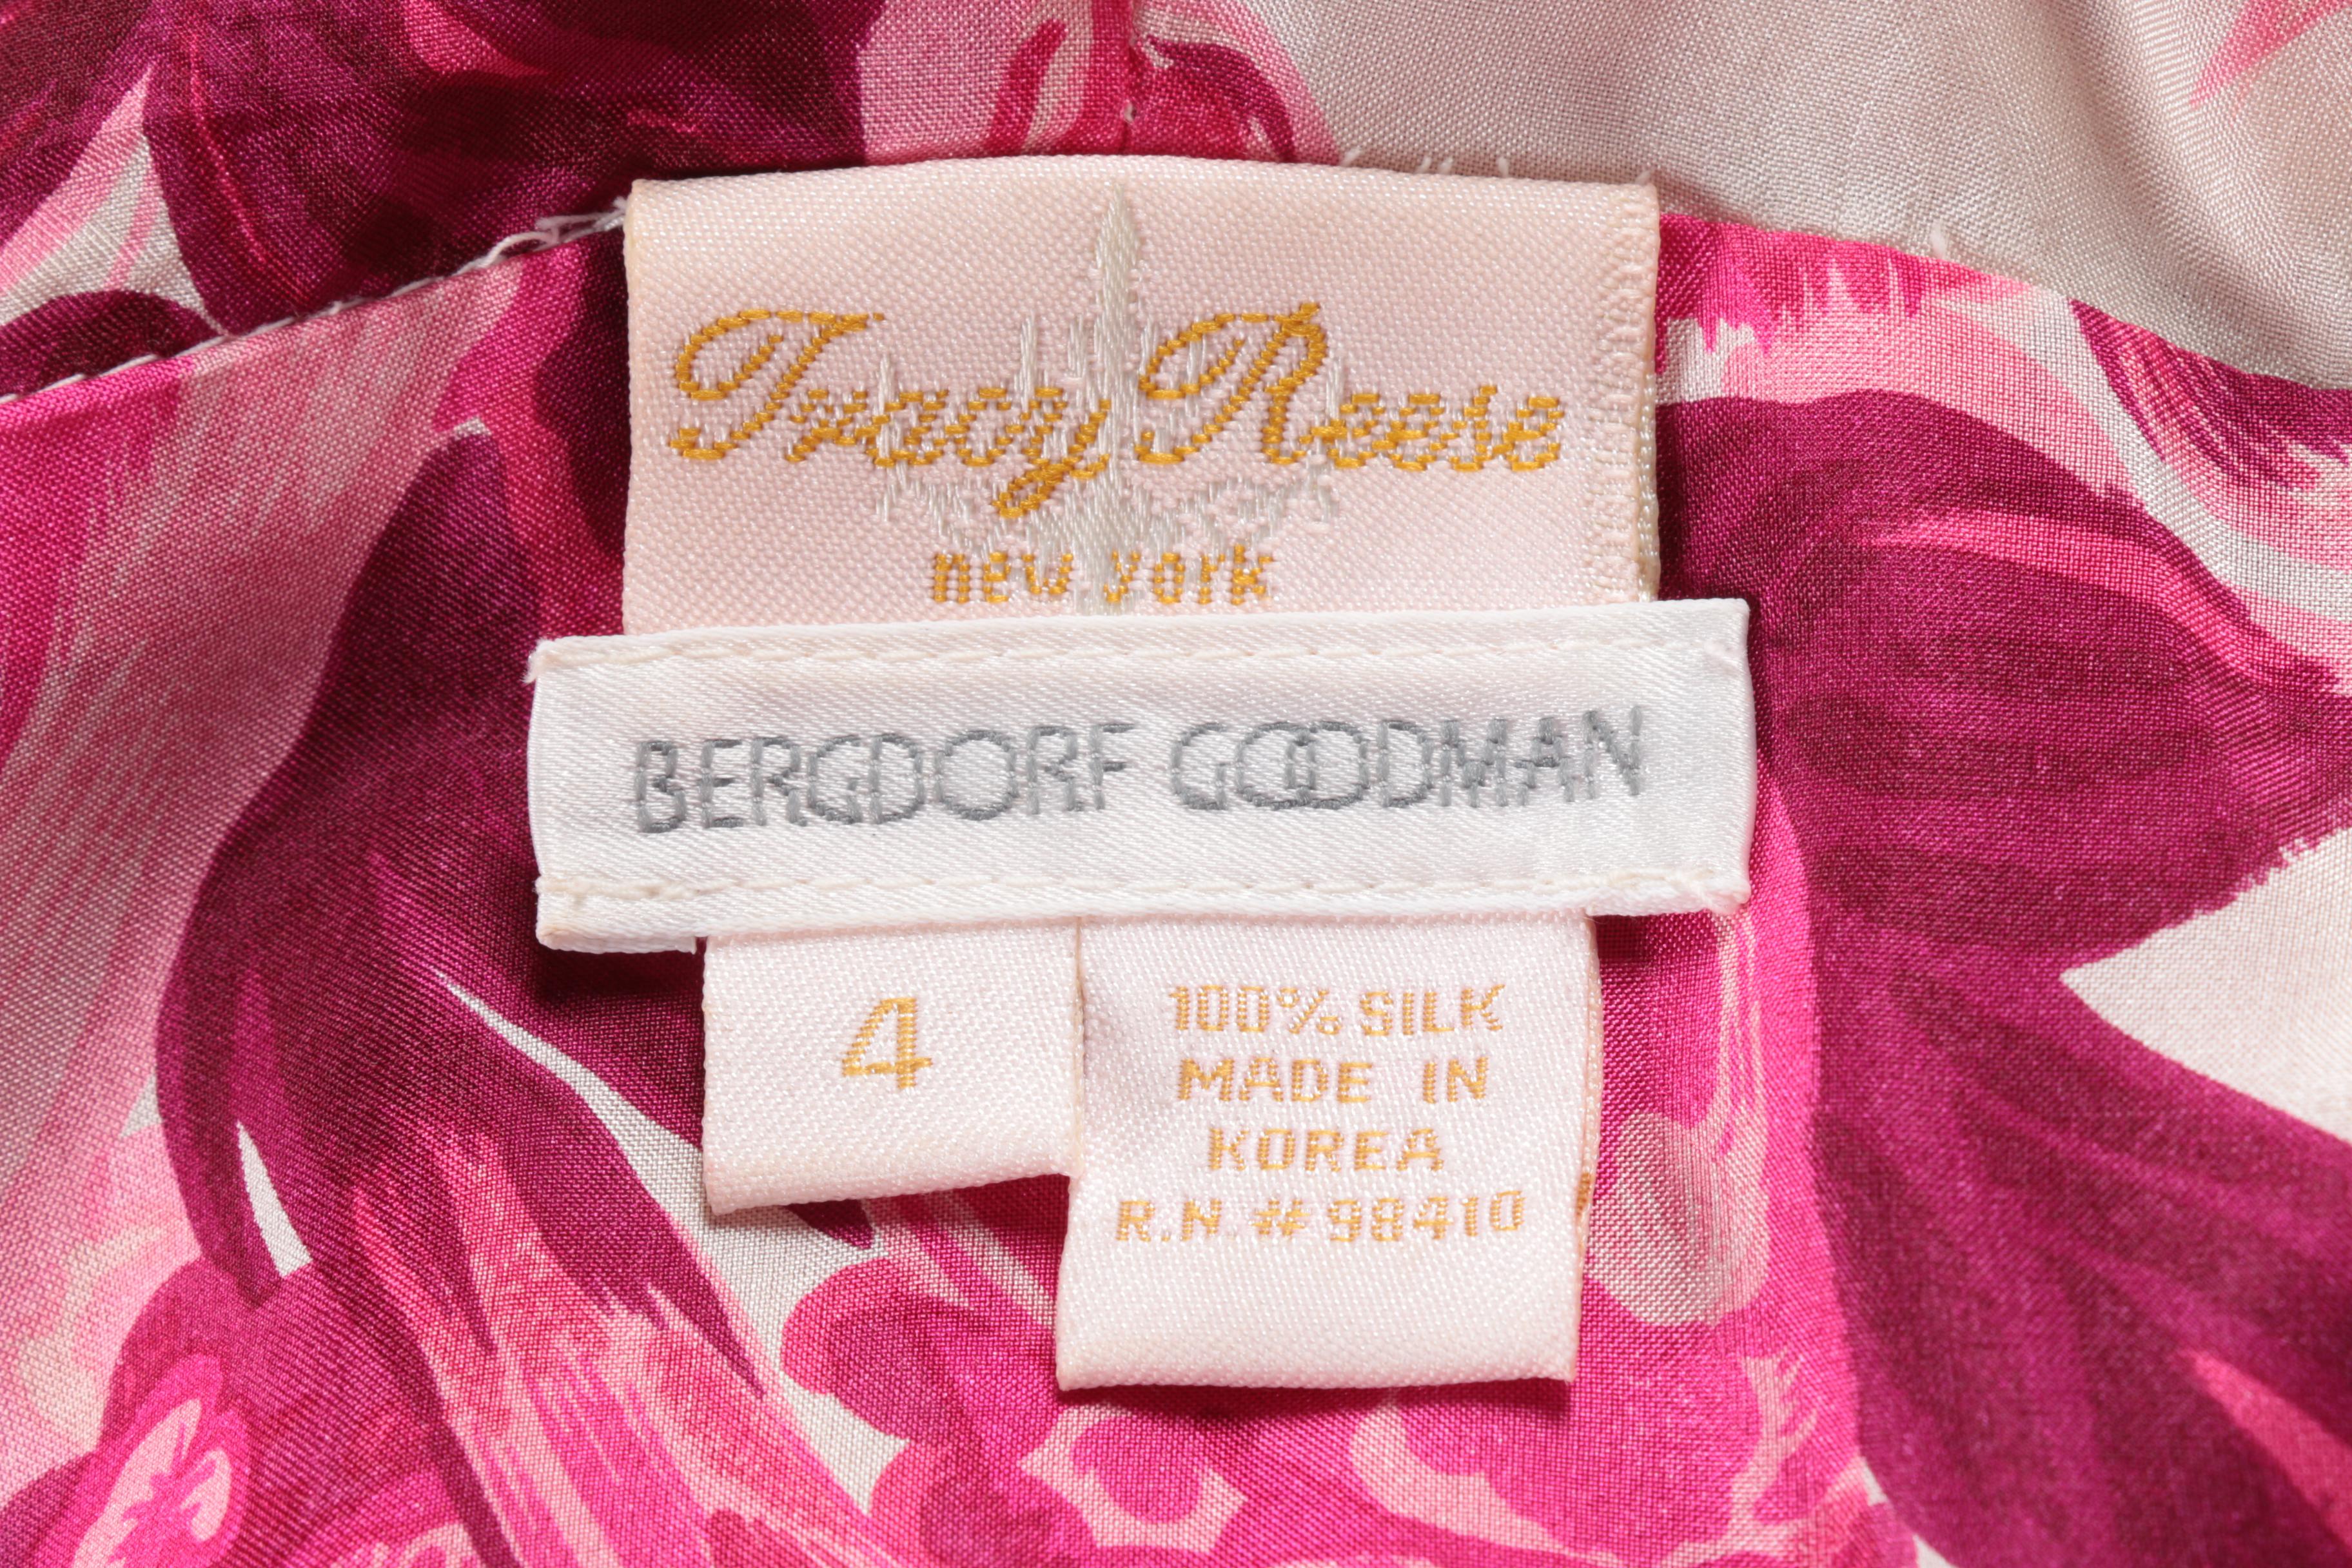 Tracy Reese
new york
BERGDORF GOODMAN
4
100% SILK
MADE IN
KOREA
R.N. # 98410